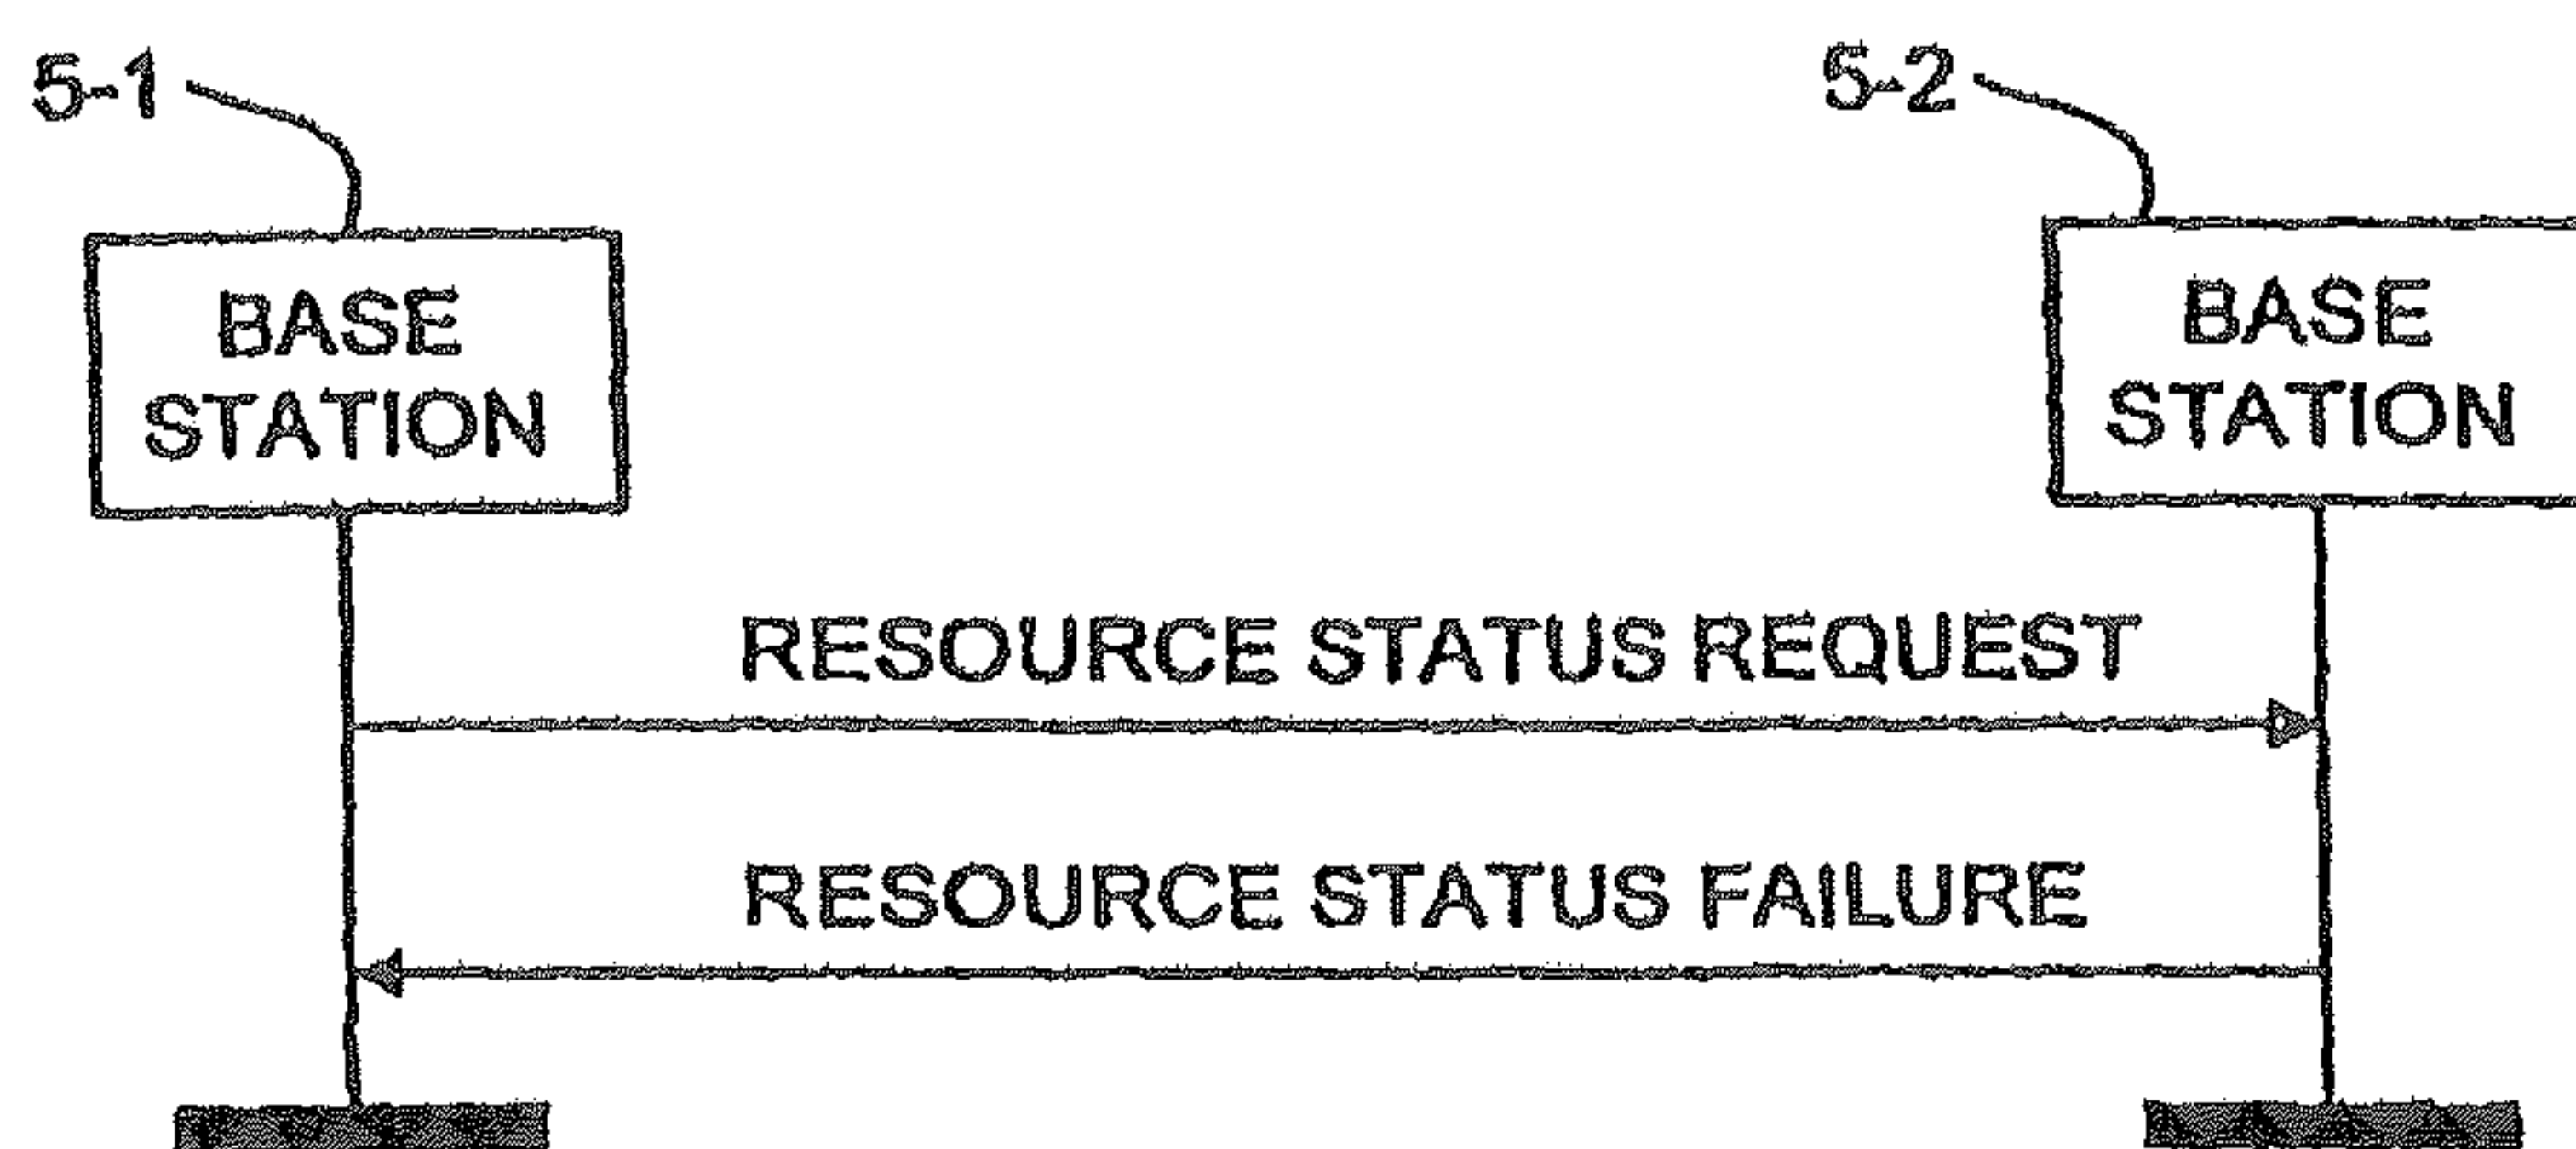 5-1
5-2
BASE
STATION
BASE
STATION
RESOURCE STATUS REQUEST
RESOURCE STATUS FAILURE